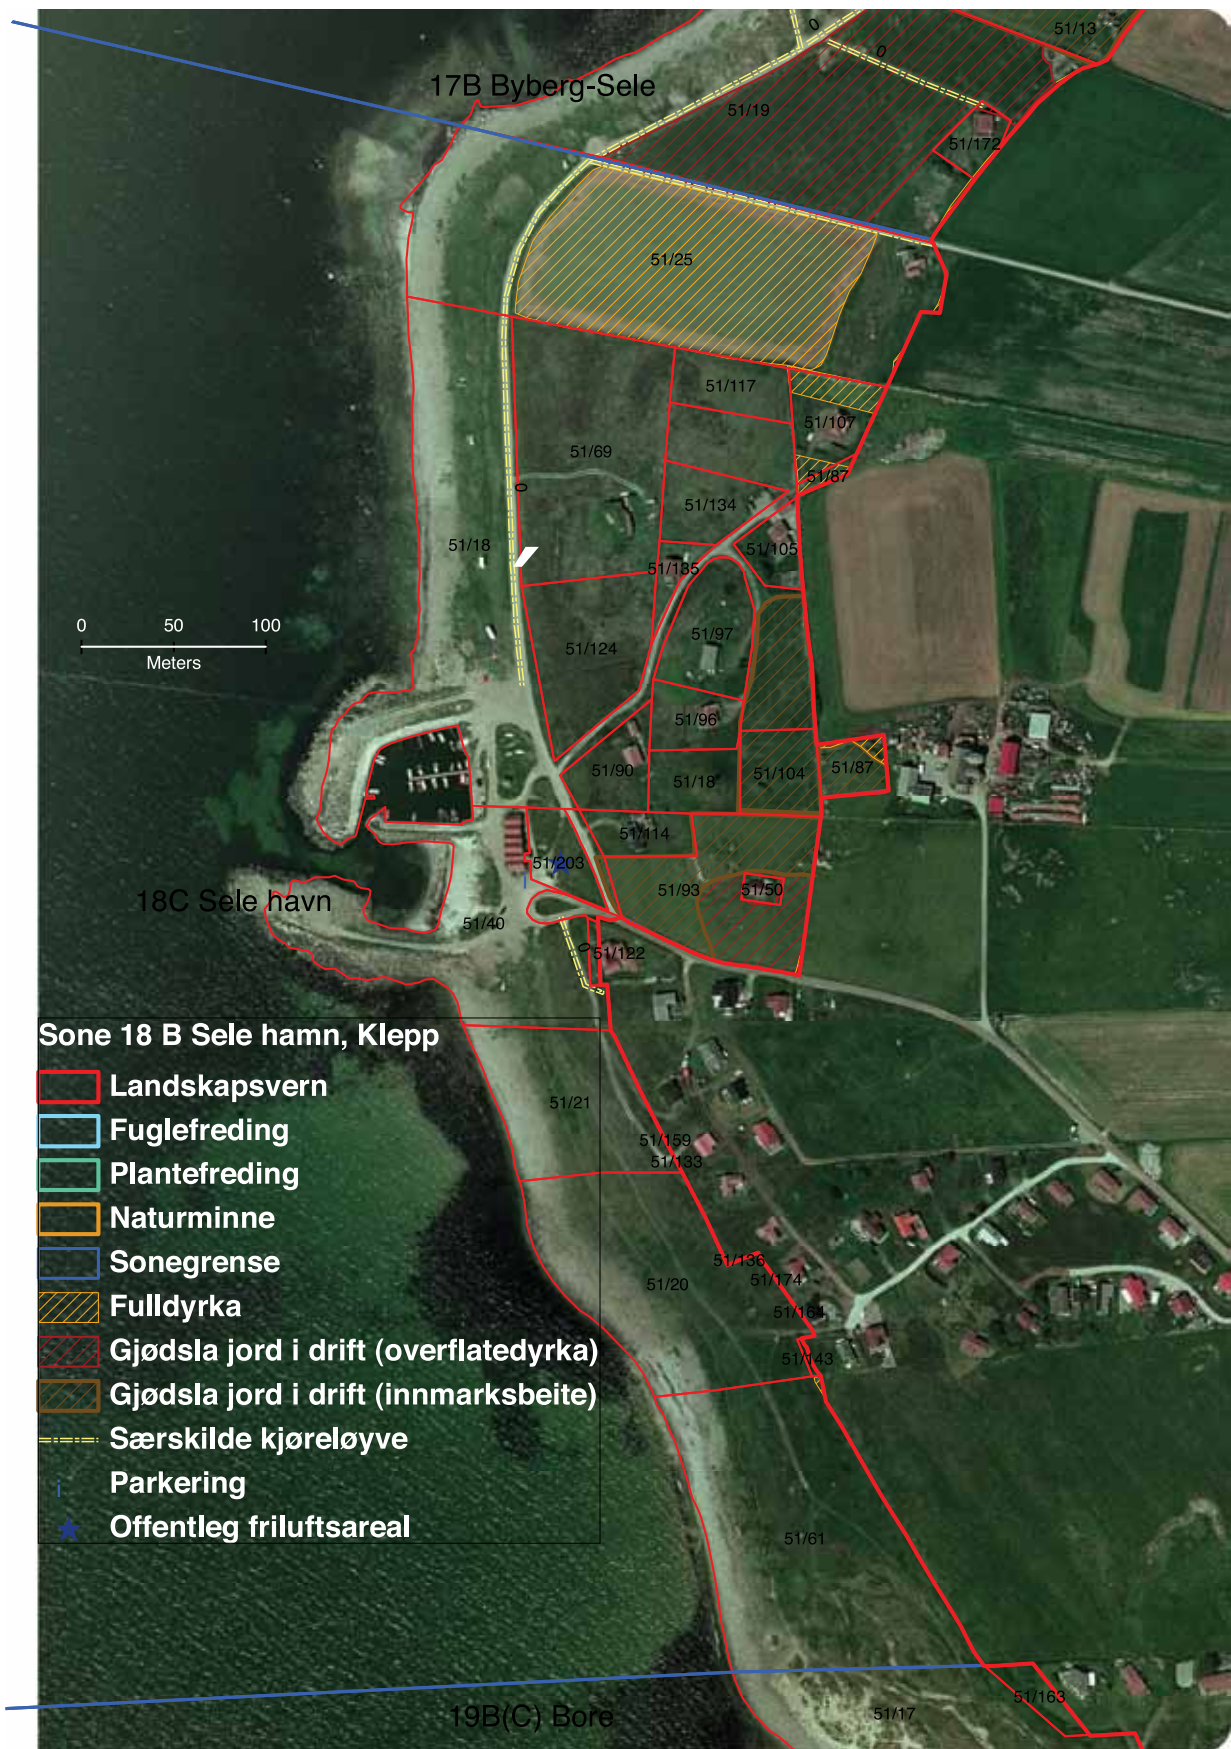 51/13
0
0
17B Byberg-Sele
51/19
51/172
51/25
51/117
51/107
51/69
51/87
0
51/134
51/18
51/105
51/135
0 50 100
Meters
51/97
51/124
51/96
51/90
51/18
51/104
51/87
51/114
51/203
51/93
51/50
18C Sele havn
51/40
0
51/122
Sone 18 B Sele hamn, Klepp
Landskapsvern
Fuglefreding
Plantefreding
Naturminne
Sonegrense
Fulldyrka
Gjødsla jord i drift (overflatedyrka)
Gjødsla jord i drift (innmarksbeite)
Særskilde kjøreløyve
i Parkering
Offentleg friluftsareal
51/21
51/159
51/133
51/136
51/174
51/20
51/164
51/143
51/61
51/163
51/17
19B(C) Bore